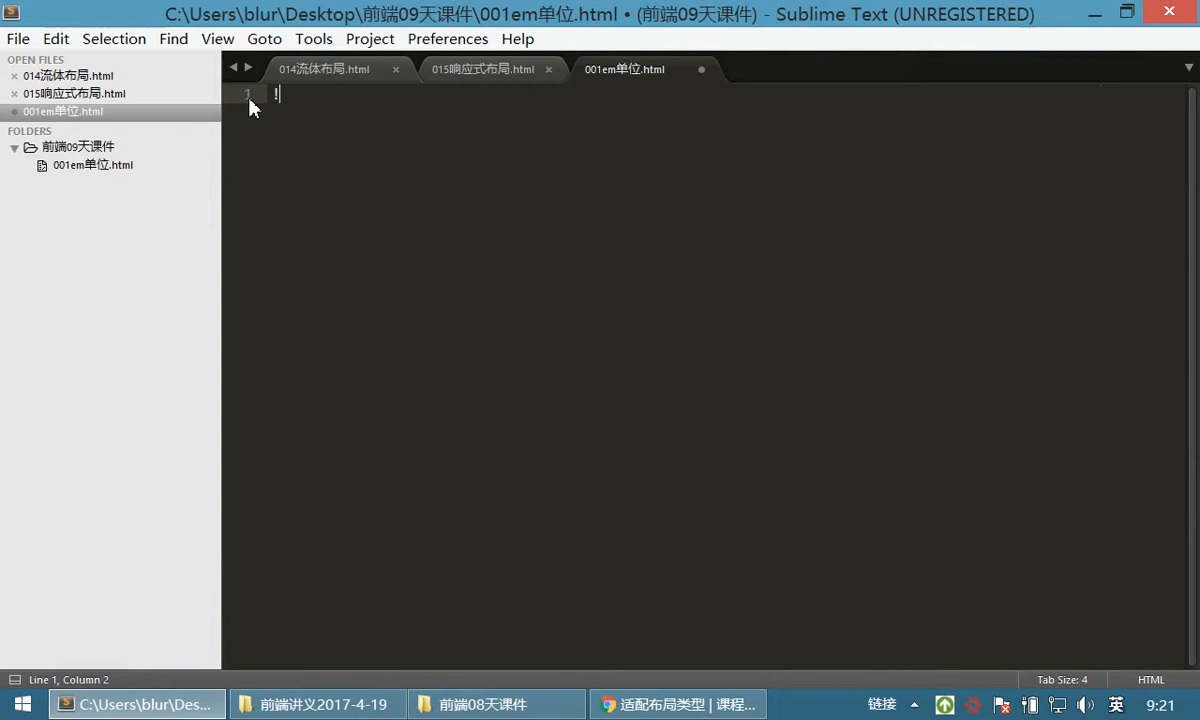 C:\Users\blur\Desktop\前端09天课件\001em单位.html • (前端09天课件) - Sublime Text (UNREGISTERED)
File Edit Selection Find View Goto Tools Project Preferences Help
OPEN FILES
014流体布局.html
015响应式布局.html
001em单位.html
FOLDERS
前端09天课件
001em单位.html
014流体布局.html
015响应式布局.html
001em单位.html
1 !
Line 1, Column 2
Tab Size: 4
HTML
C:\Users\blur\Des...
前端讲义2017-4-19
前端08天课件
适配布局类型 | 课程...
链接
英
9:21